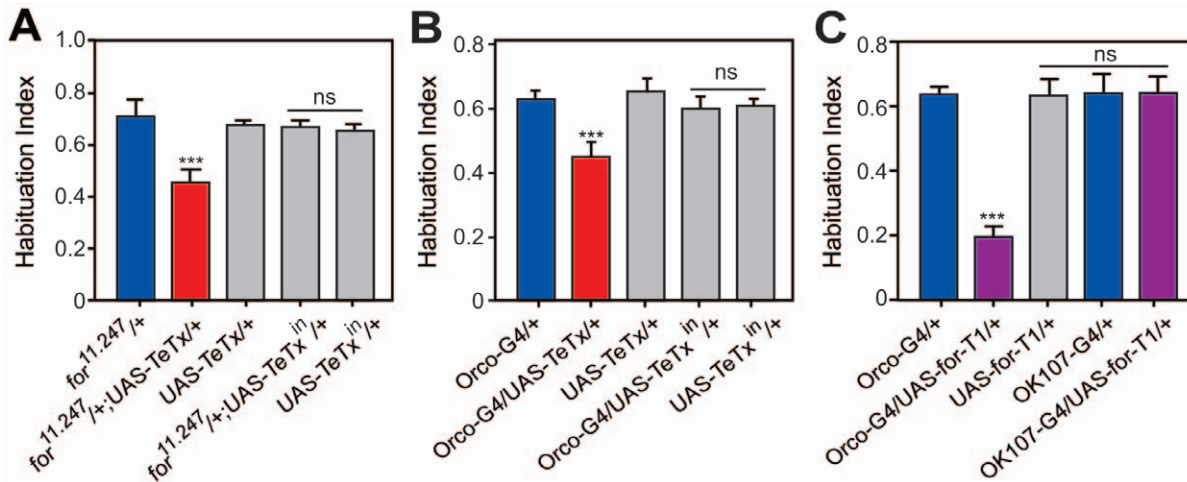 A
Habituation Index
1.0
0.8
0.6
0.4
0.2
0
***
ns
for11.247/+
for11.247/+;UAS-TeTx/+
UAS-TeTx/+
for11.247/+;UAS-TeTxin/+
UAS-TeTxin/+
B
Habituation Index
0.8
0.6
0.4
0.2
0
***
ns
Orco-G4/+
Orco-G4/UAS-TeTx/+
UAS-TeTx/+
Orco-G4/UAS-TeTxin/+
UAS-TeTxin/+
C
Habituation Index
0.8
0.6
0.4
0.2
0
***
ns
Orco-G4/+
Orco-G4/UAS-for-T1/+
UAS-for-T1/+
OK107-G4/+
OK107-G4/UAS-for-T1/+